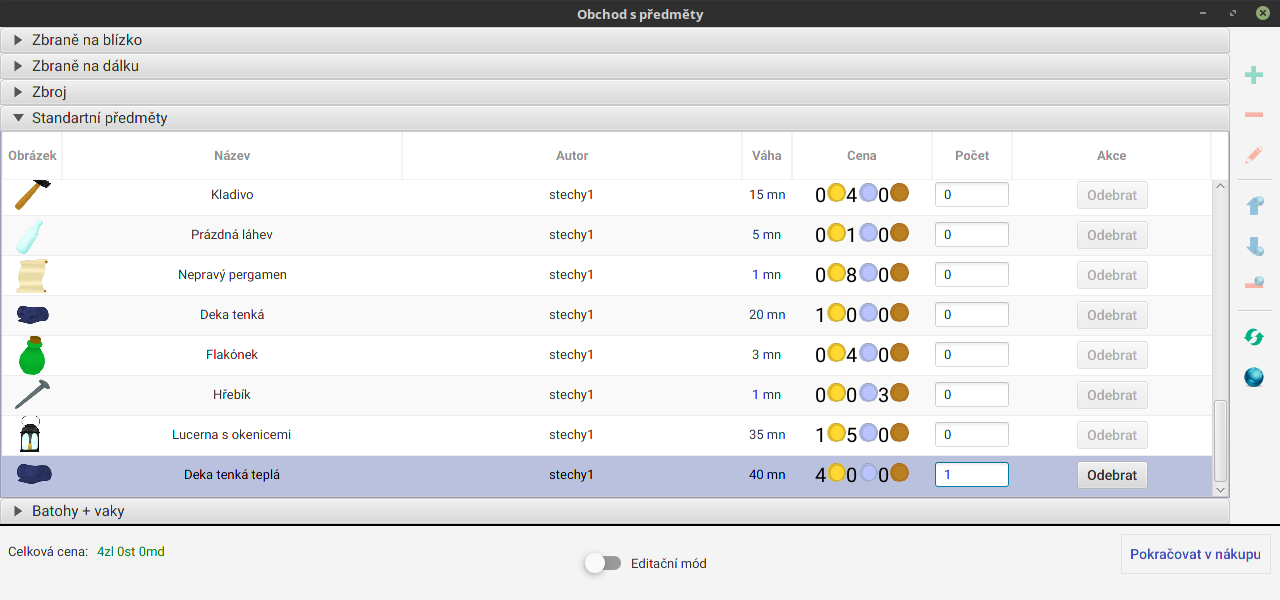 Obchod s předměty
Zbraně na blízko
Zbraně na dálku
Zbroj
Standartní předměty
Obrázek Název Autor Váha Cena Počet Akce
Kladivo stechy1 15 mn 0 4 0 0 Odebrat
Prázdná láhev stechy1 5 mn 0 1 0 0 Odebrat
Nepravý pergamen stechy1 1 mn 0 8 0 0 Odebrat
Deka tenká stechy1 20 mn 1 0 0 0 Odebrat
Flakónek stechy1 3 mn 0 4 0 0 Odebrat
Hřebík stechy1 1 mn 0 0 3 0 Odebrat
Lucerna s okenicemi stechy1 35 mn 1 5 0 0 Odebrat
Deka tenká teplá stechy1 40 mn 4 0 0 1 Odebrat
Batohy + vaky
Celková cena: 4zl 0st 0md
Editační mód
Pokračovat v nákupu